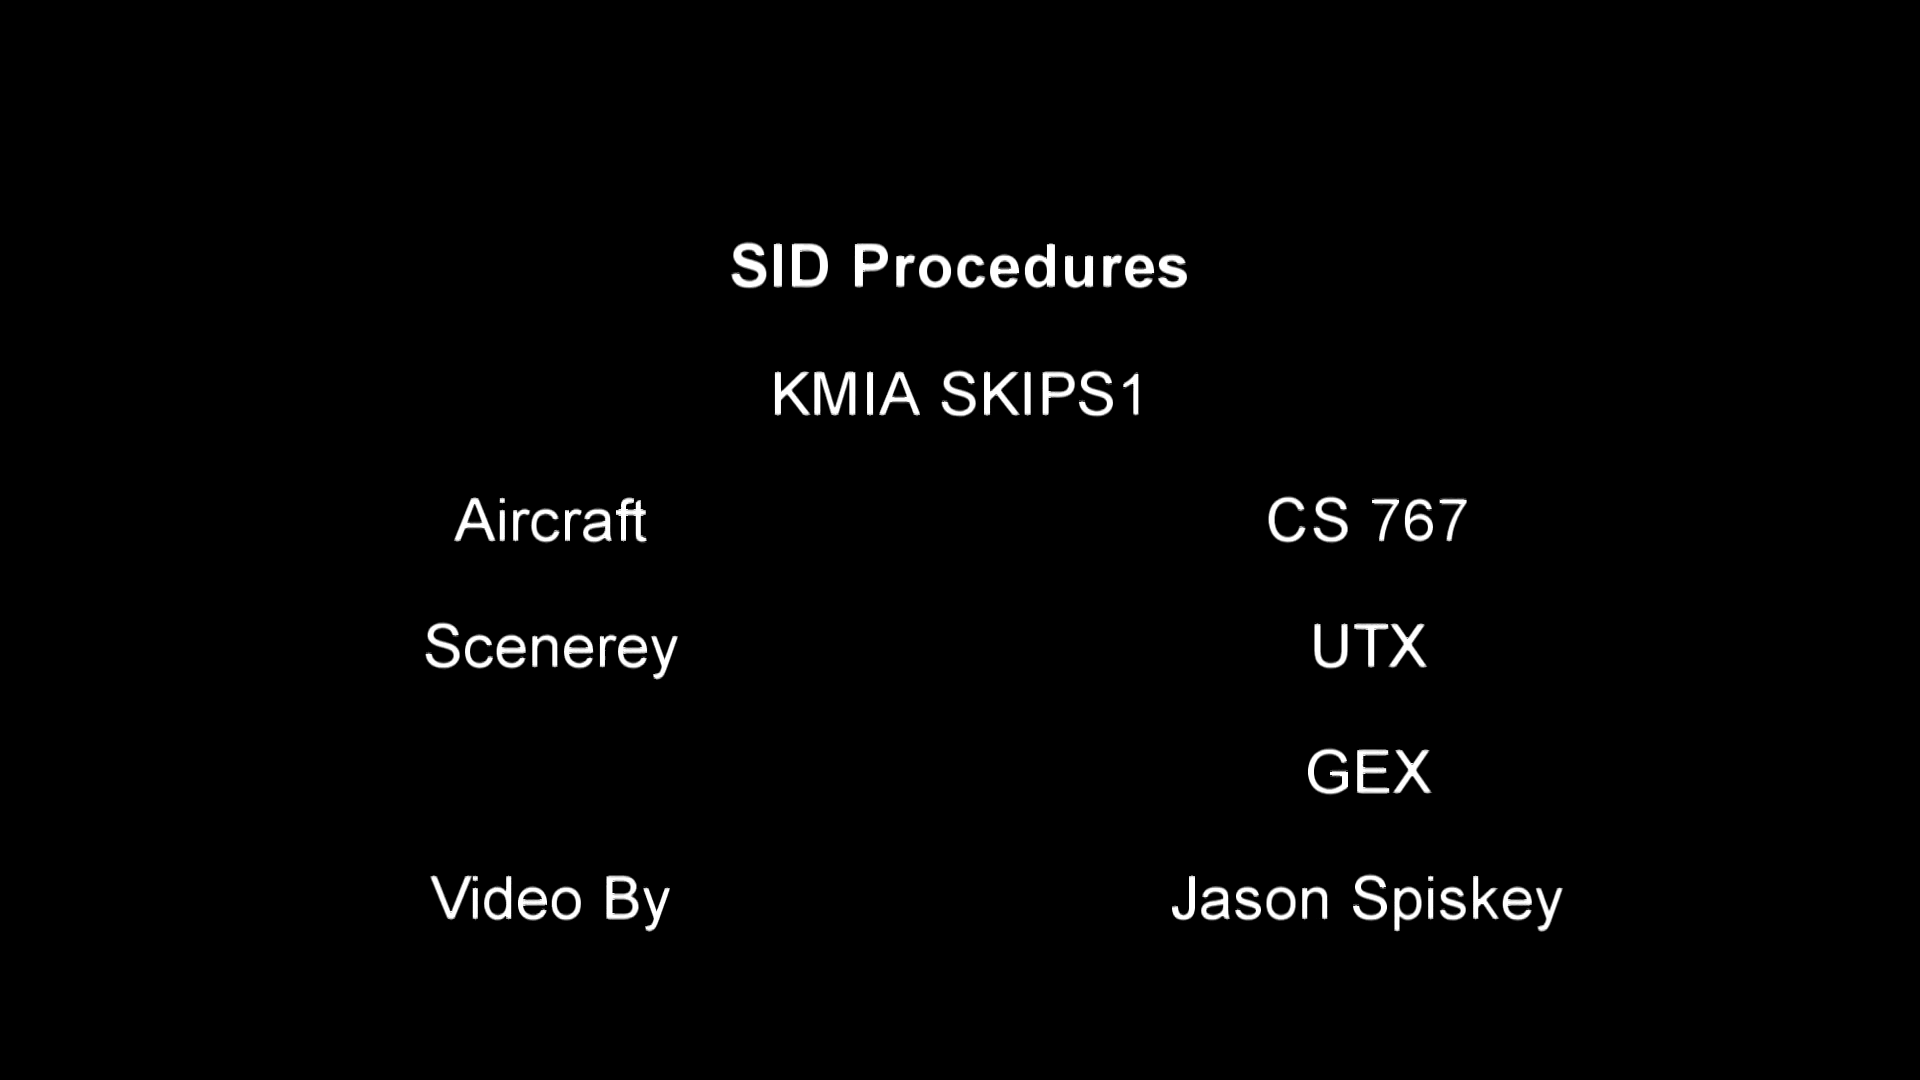 SID Procedures
KMIA SKIPS1
Aircraft CS 767
Scenerey UTX
GEX
Video By Jason Spiskey